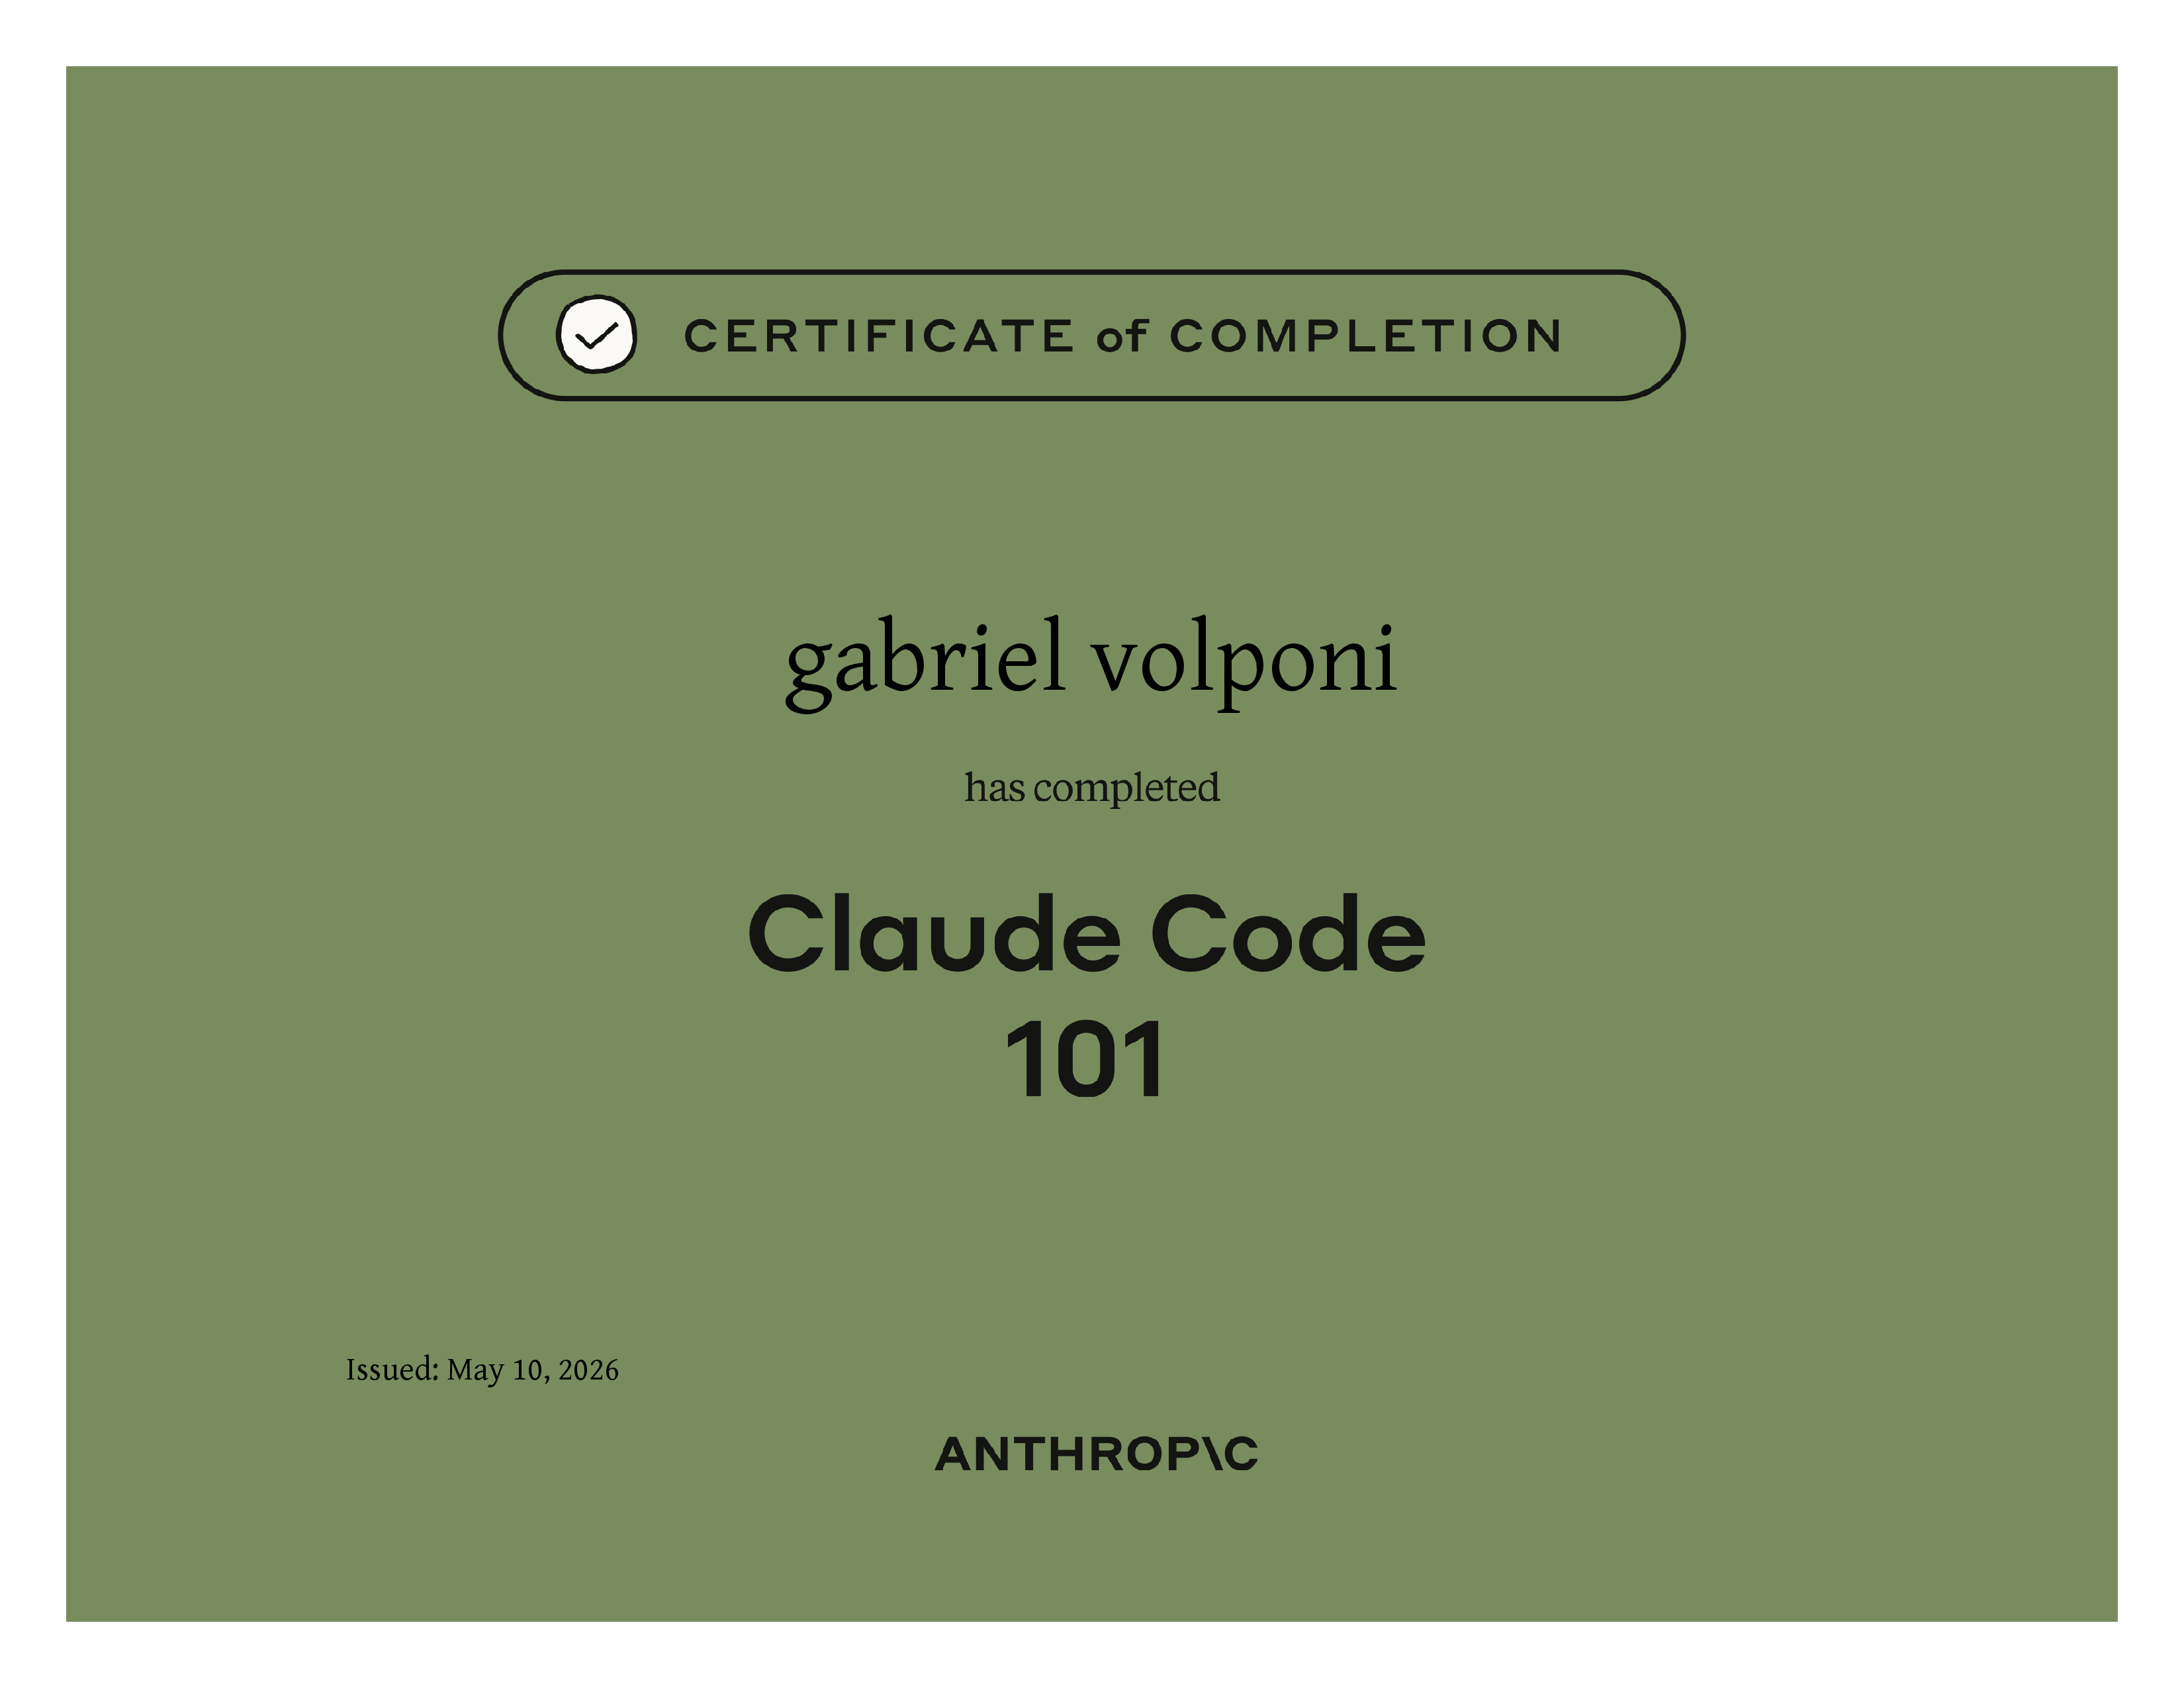 CERTIFICATE of COMPLETION
gabriel volponi
has completed
Claude Code
101
Issued: May 10, 2026
ANTHROP\C